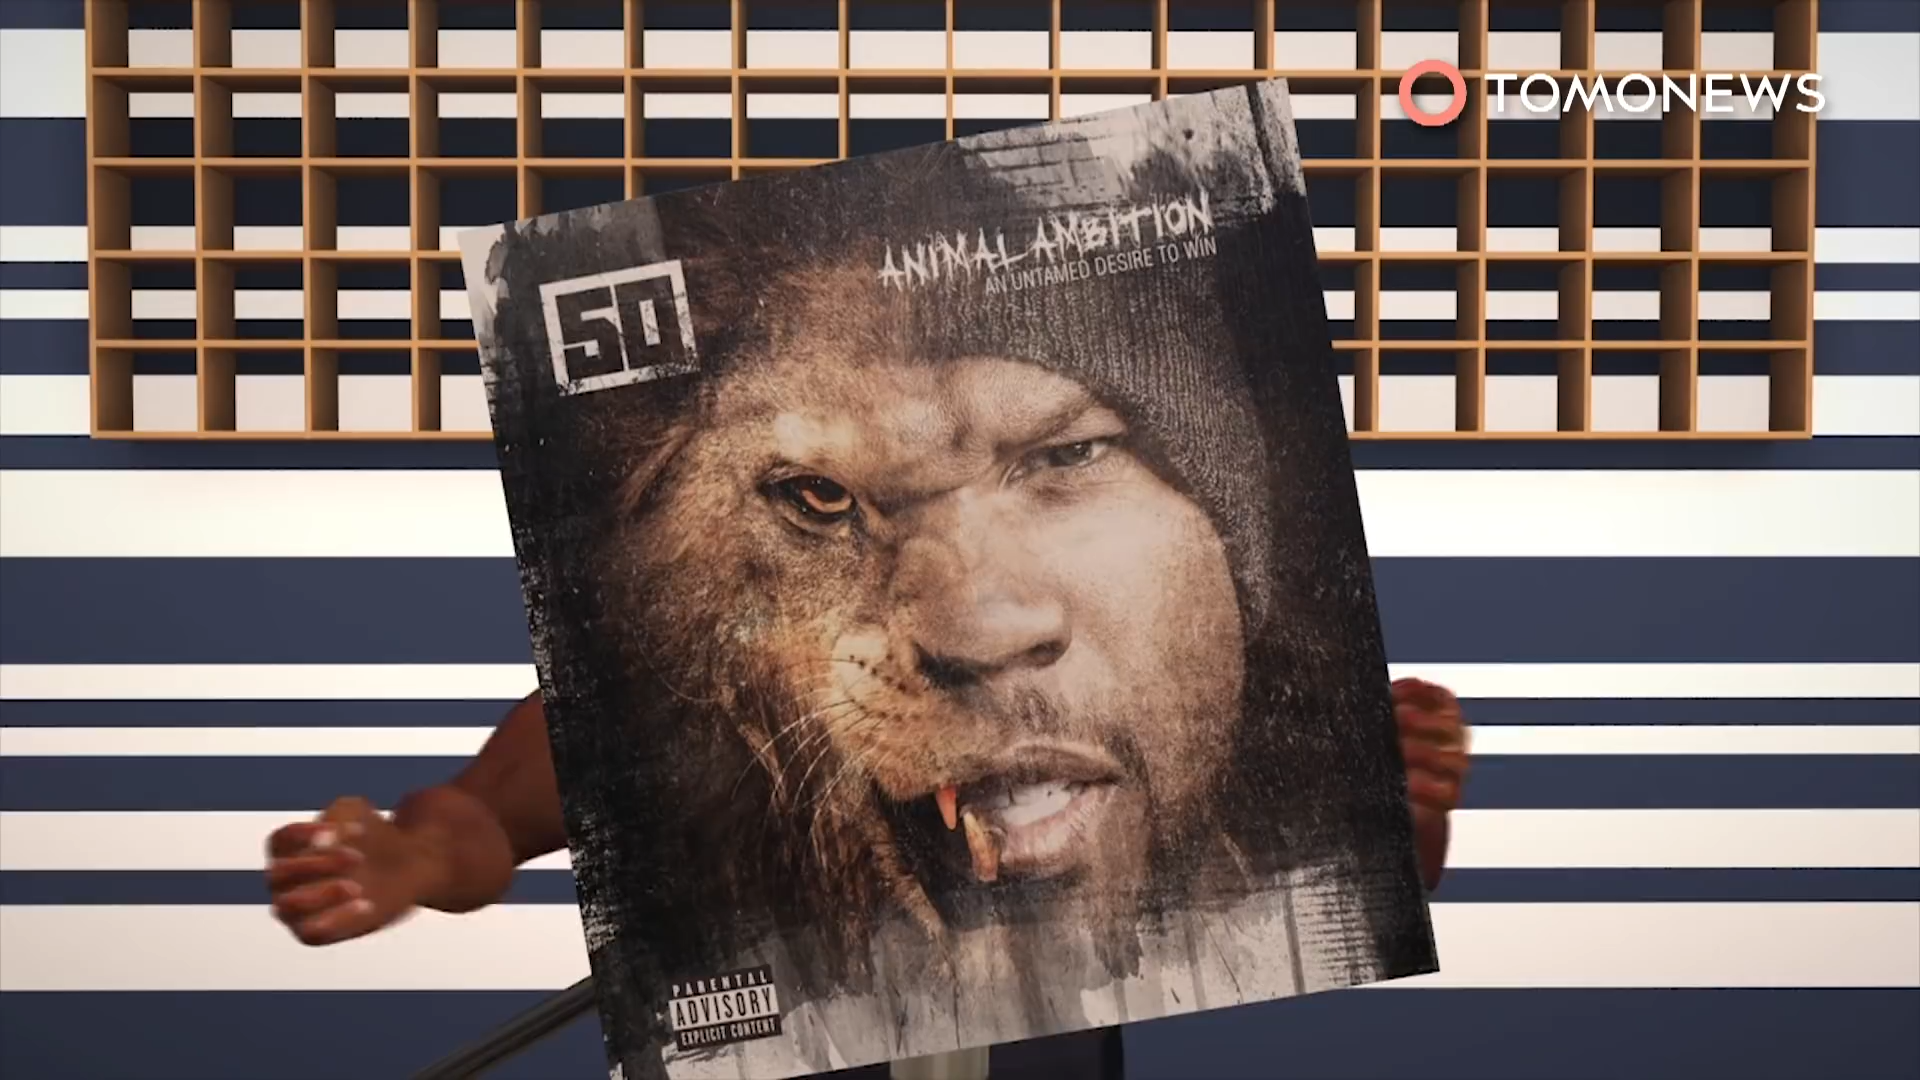 TOMONEWS
ANIMAL AMBITION
AN UNTAMED DESIRE TO WIN
50
PARENTAL
ADVISORY
EXPLICIT CONTENT